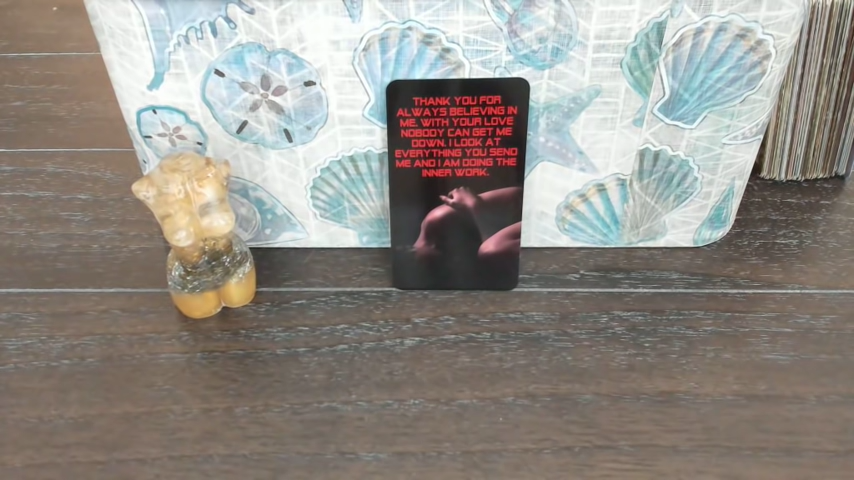 THANK YOU FOR
ALWAYS BELIEVING IN
ME. WITH YOUR LOVE
NOBODY CAN GET ME
DOWN. I LOOK AT
EVERYTHING YOU SEND
ME AND I AM DOING THE
INNER WORK.